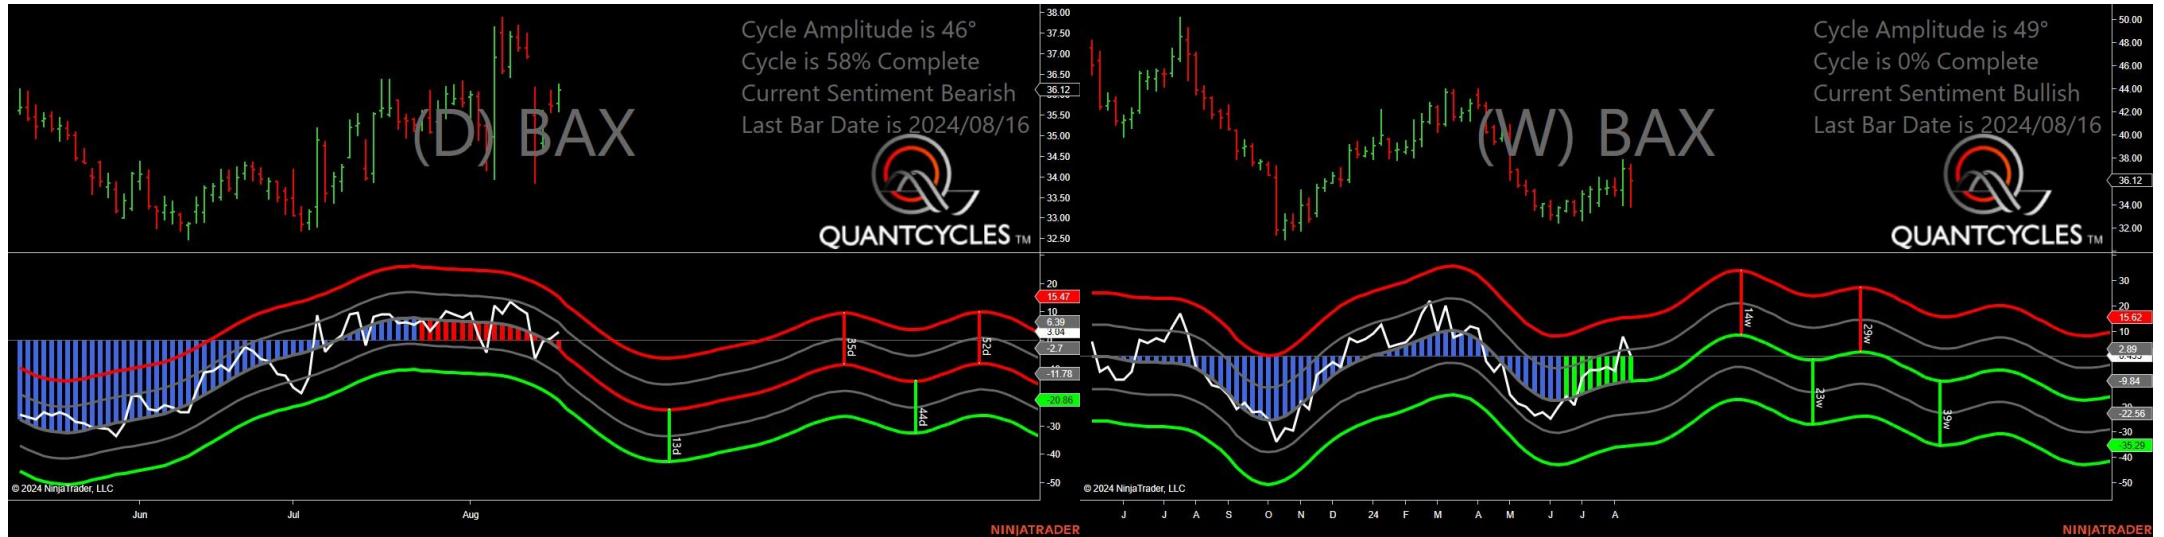 Cycle Amplitude is 46°
Cycle is 58% Complete
Current Sentiment Bearish
Last Bar Date is 2024/08/16
(D) BAX
QUANTCYCLES TM
38.00
37.50
37.00
36.50
36.12
35.50
35.00
34.50
34.00
33.50
33.00
32.50
20
15.47
10
6.39
3.04
-2.7
-11.78
-20.86
-30
-40
-50
13d
35d
44d
52d
© 2024 NinjaTrader, LLC
Jun
Jul
Aug
NINJATRADER
Cycle Amplitude is 49°
Cycle is 0% Complete
Current Sentiment Bullish
Last Bar Date is 2024/08/16
(W) BAX
QUANTCYCLES TM
50.00
48.00
46.00
44.00
42.00
40.00
38.00
36.12
34.00
32.00
30
20
15.62
10
2.89
-9.84
-22.56
-30
-35.29
-40
-50
14w
23w
29w
39w
© 2024 NinjaTrader, LLC
J
J
A
S
O
N
D
24
F
M
A
M
J
J
A
NINJATRADER